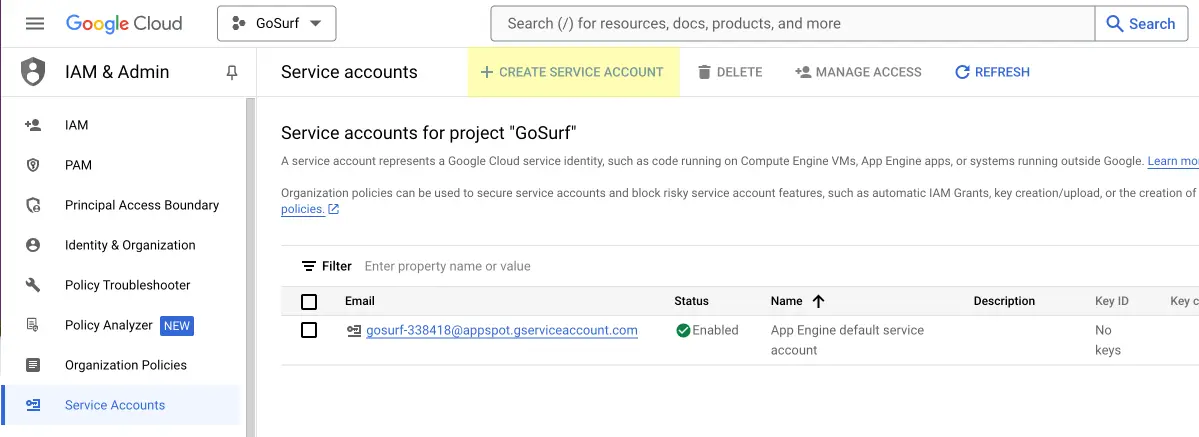 Google Cloud
GoSurf
Search (/) for resources, docs, products, and more
Search
IAM & Admin
Service accounts
+ CREATE SERVICE ACCOUNT
DELETE
MANAGE ACCESS
REFRESH
IAM
PAM
Principal Access Boundary
Identity & Organization
Policy Troubleshooter
Policy Analyzer NEW
Organization Policies
Service Accounts
Service accounts for project "GoSurf"
A service account represents a Google Cloud service identity, such as code running on Compute Engine VMs, App Engine apps, or systems running outside Google. Learn mo
Organization policies can be used to secure service accounts and block risky service account features, such as automatic IAM Grants, key creation/upload, or the creation of
policies.
Filter Enter property name or value
Email Status Name Description Key ID Key c
gosurf-338418@appspot.gserviceaccount.com Enabled App Engine default service No
account keys